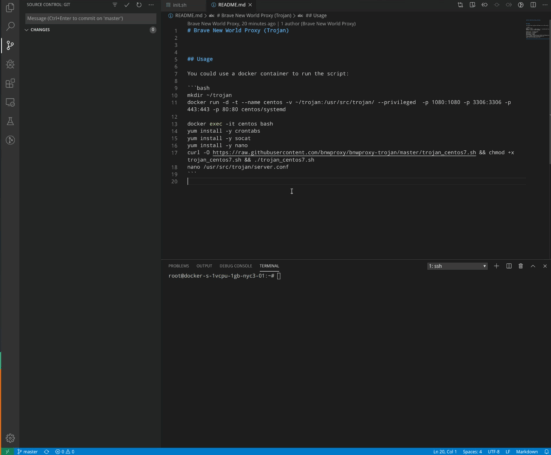 SOURCE CONTROL: GIT
Message (Ctrl+Enter to commit on 'master')
CHANGES
0
README.md
README.md > # Brave New World Proxy (Trojan) > ## Usage
Brave New World Proxy, 20 minutes ago | 1 author (Brave New World Proxy)
1 # Brave New World Proxy (Trojan)
2
3
4
5 ## Usage
6
7 You could use a docker container to run the script:
8
9 ```bash
10 mkdir ~/trojan
11 docker run -d -t --name centos -v ~/trojan:/usr/src/trojan/ --privileged -p 1080:1080 -p 3306:3306 -p
443:443 -p 80:80 centos/systemd
12
13 docker exec -it centos bash
14 yum install -y crontabs
15 yum install -y socat
16 yum install -y nano
17 curl -O https://raw.githubusercontent.com/bnwproxy/bnwproxy-trojan/master/trojan_centos7.sh && chmod +x
trojan_centos7.sh && ./trojan_centos7.sh
18 nano /usr/src/trojan/server.conf
19 ```
20
PROBLEMS OUTPUT DEBUG CONSOLE TERMINAL
1: ssh
root@docker-s-1vcpu-1gb-nyc3-01:~#
master
0 0
Ln 20, Col 1 Spaces: 4 UTF-8 LF Markdown